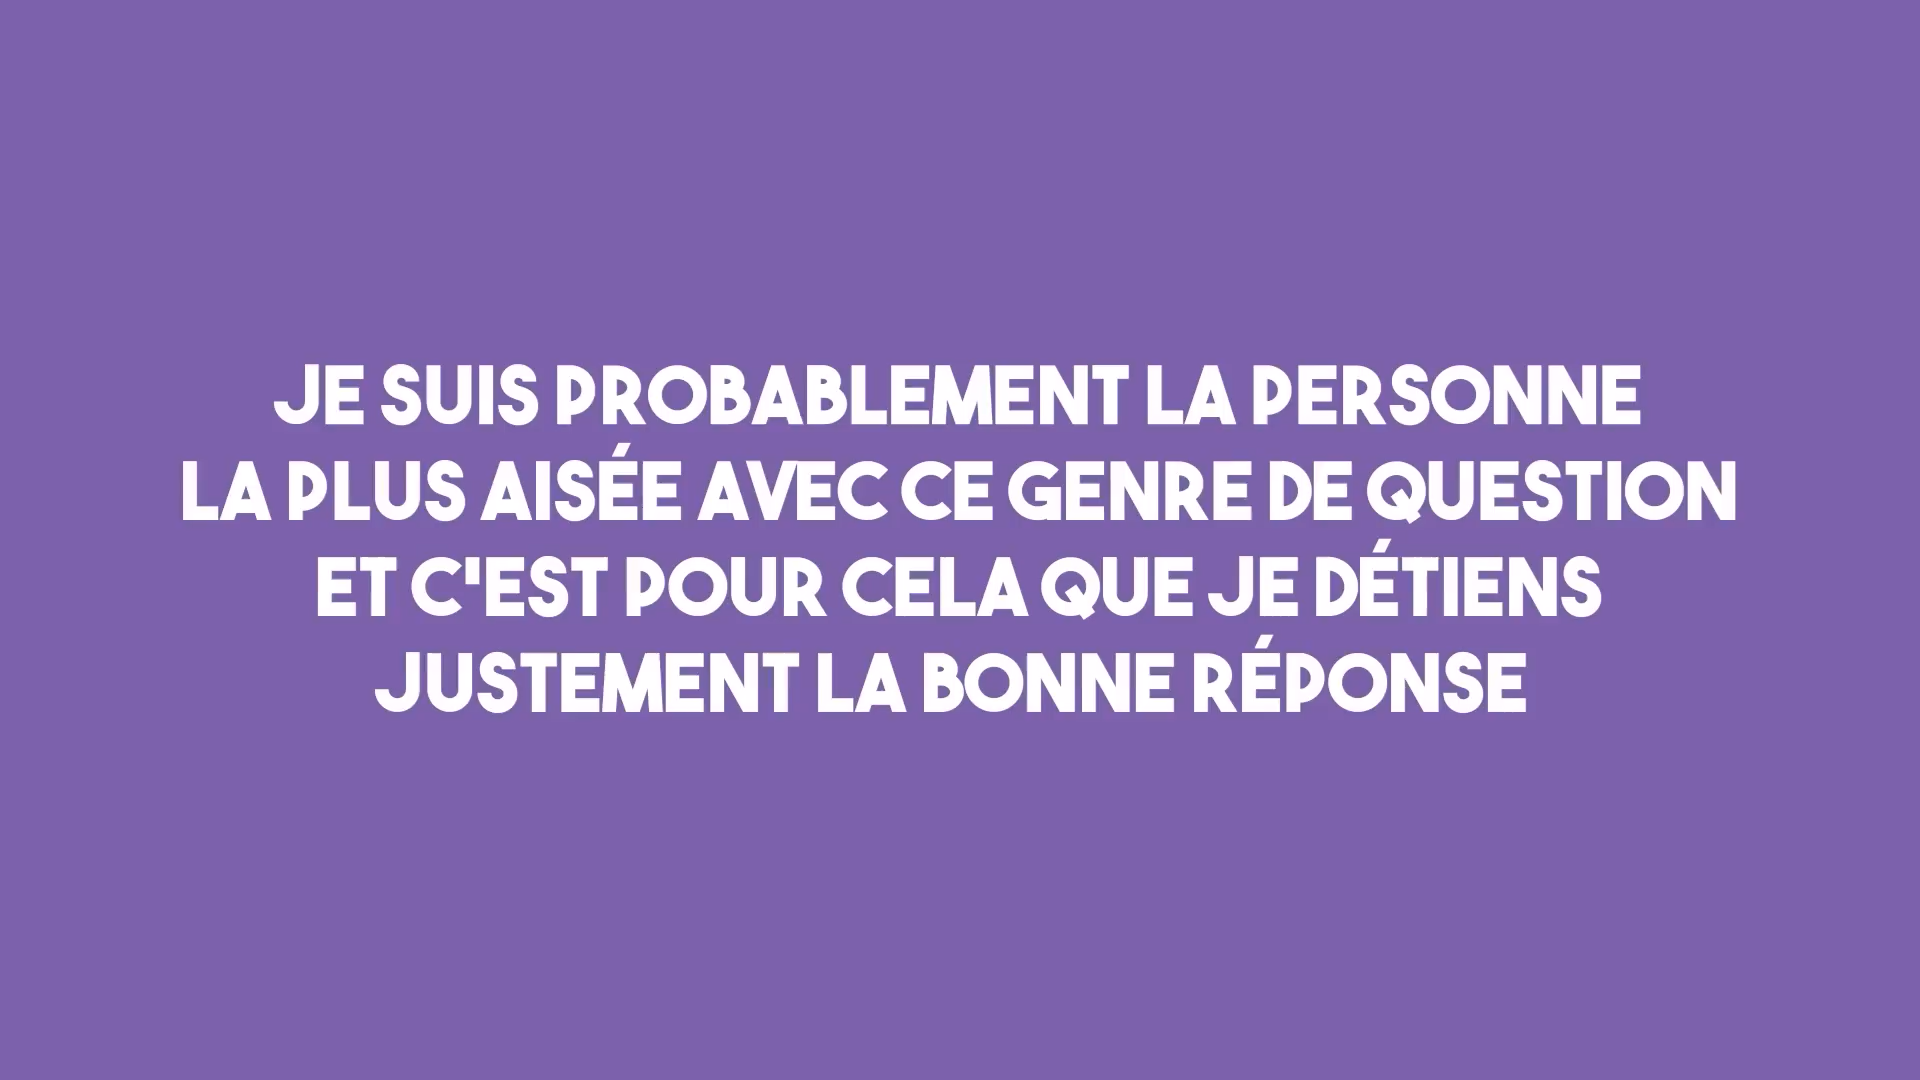 JE SUIS PROBABLEMENT LA PERSONNE
LA PLUS AISÉE AVEC CE GENRE DE QUESTION
ET C'EST POUR CELA QUE JE DÉTIENS
JUSTEMENT LA BONNE RÉPONSE